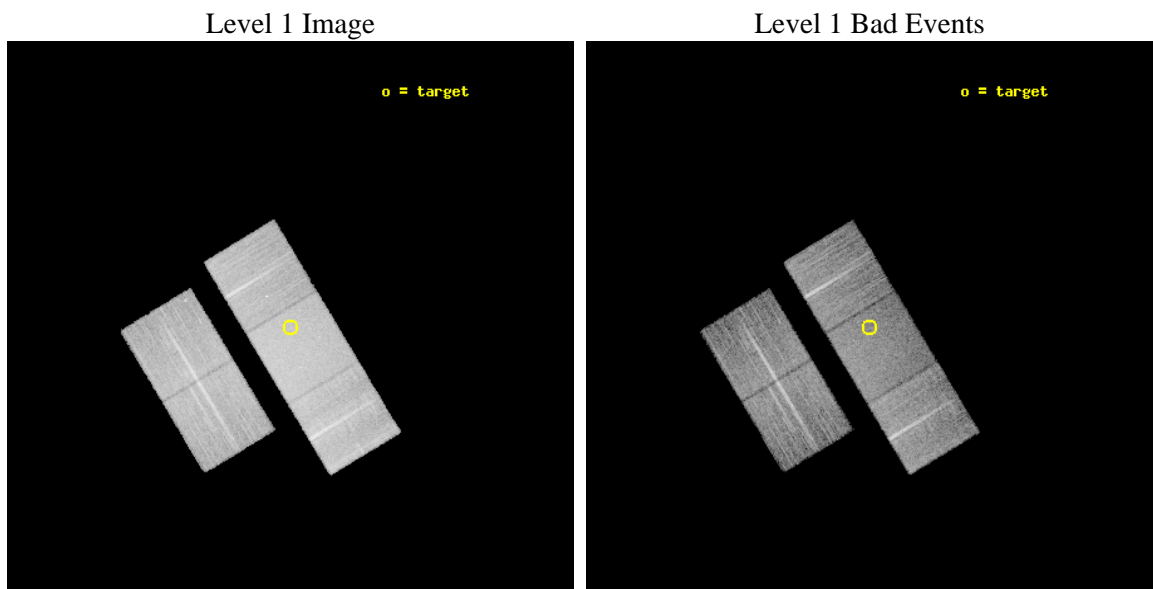 Level 1 Image
Level 1 Bad Events
o = target
o = target